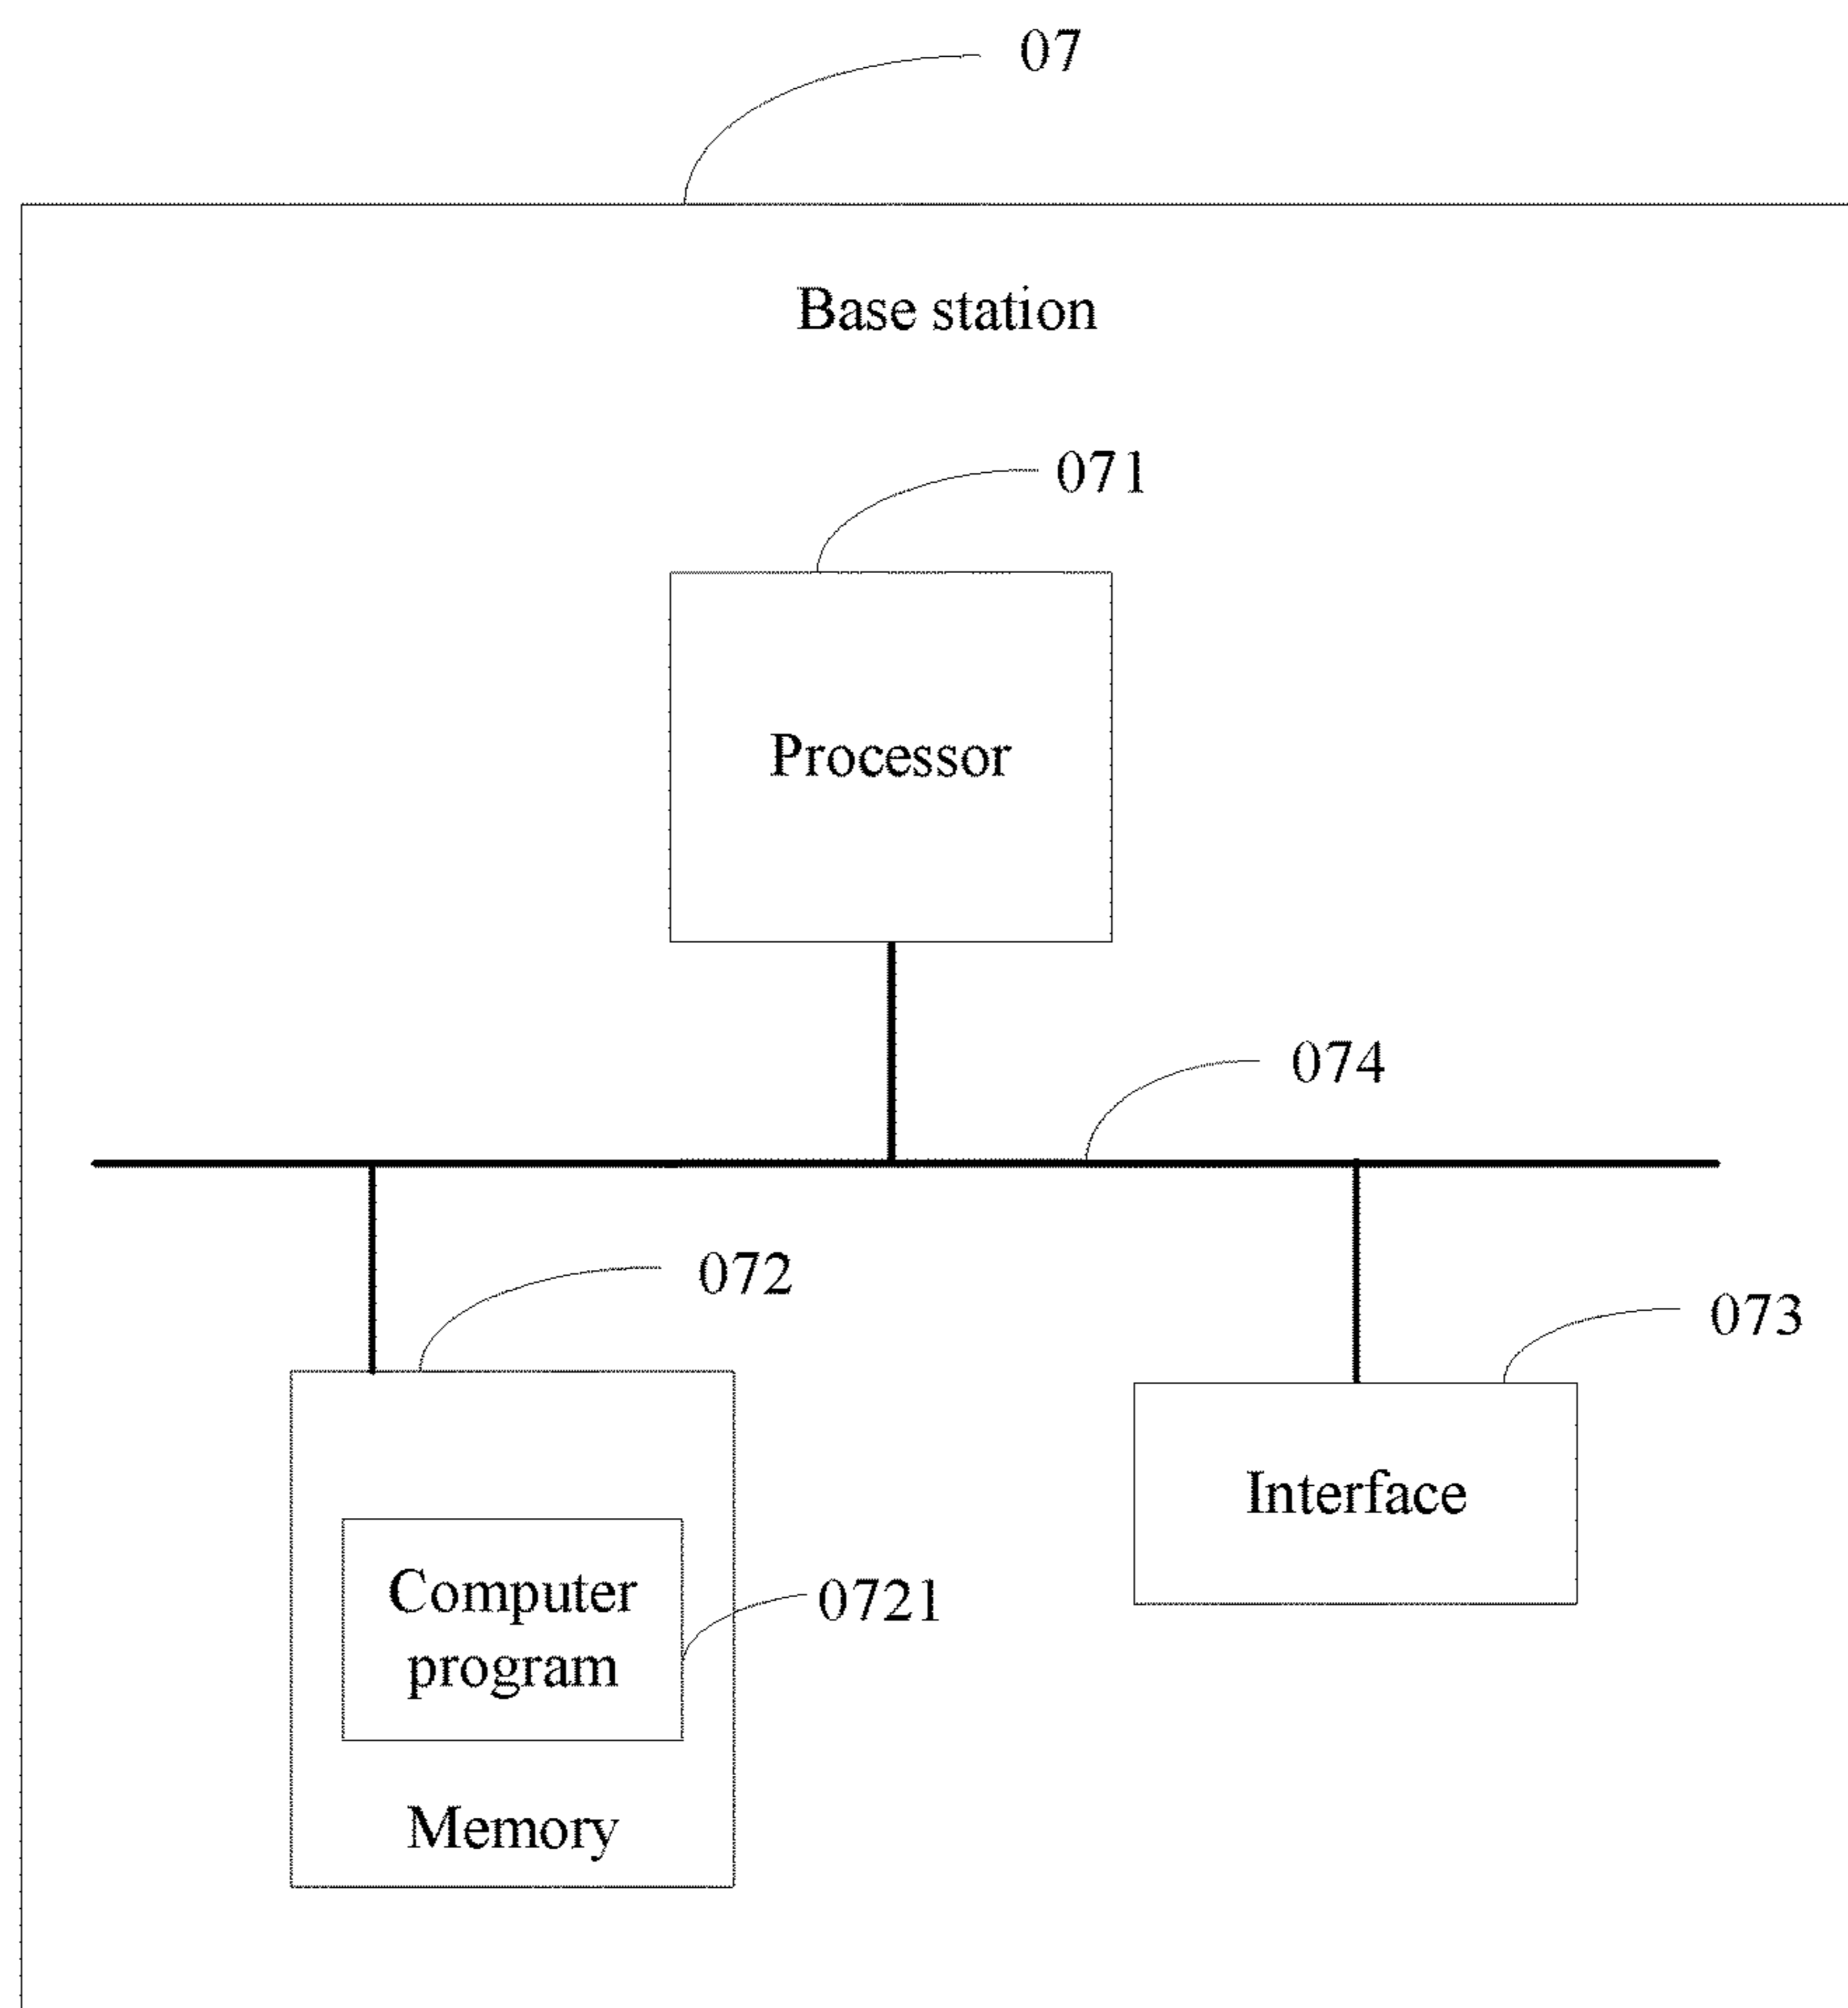 07
Base station
071
Processor
074
072
073
Interface
Computer
program
0721
Memory